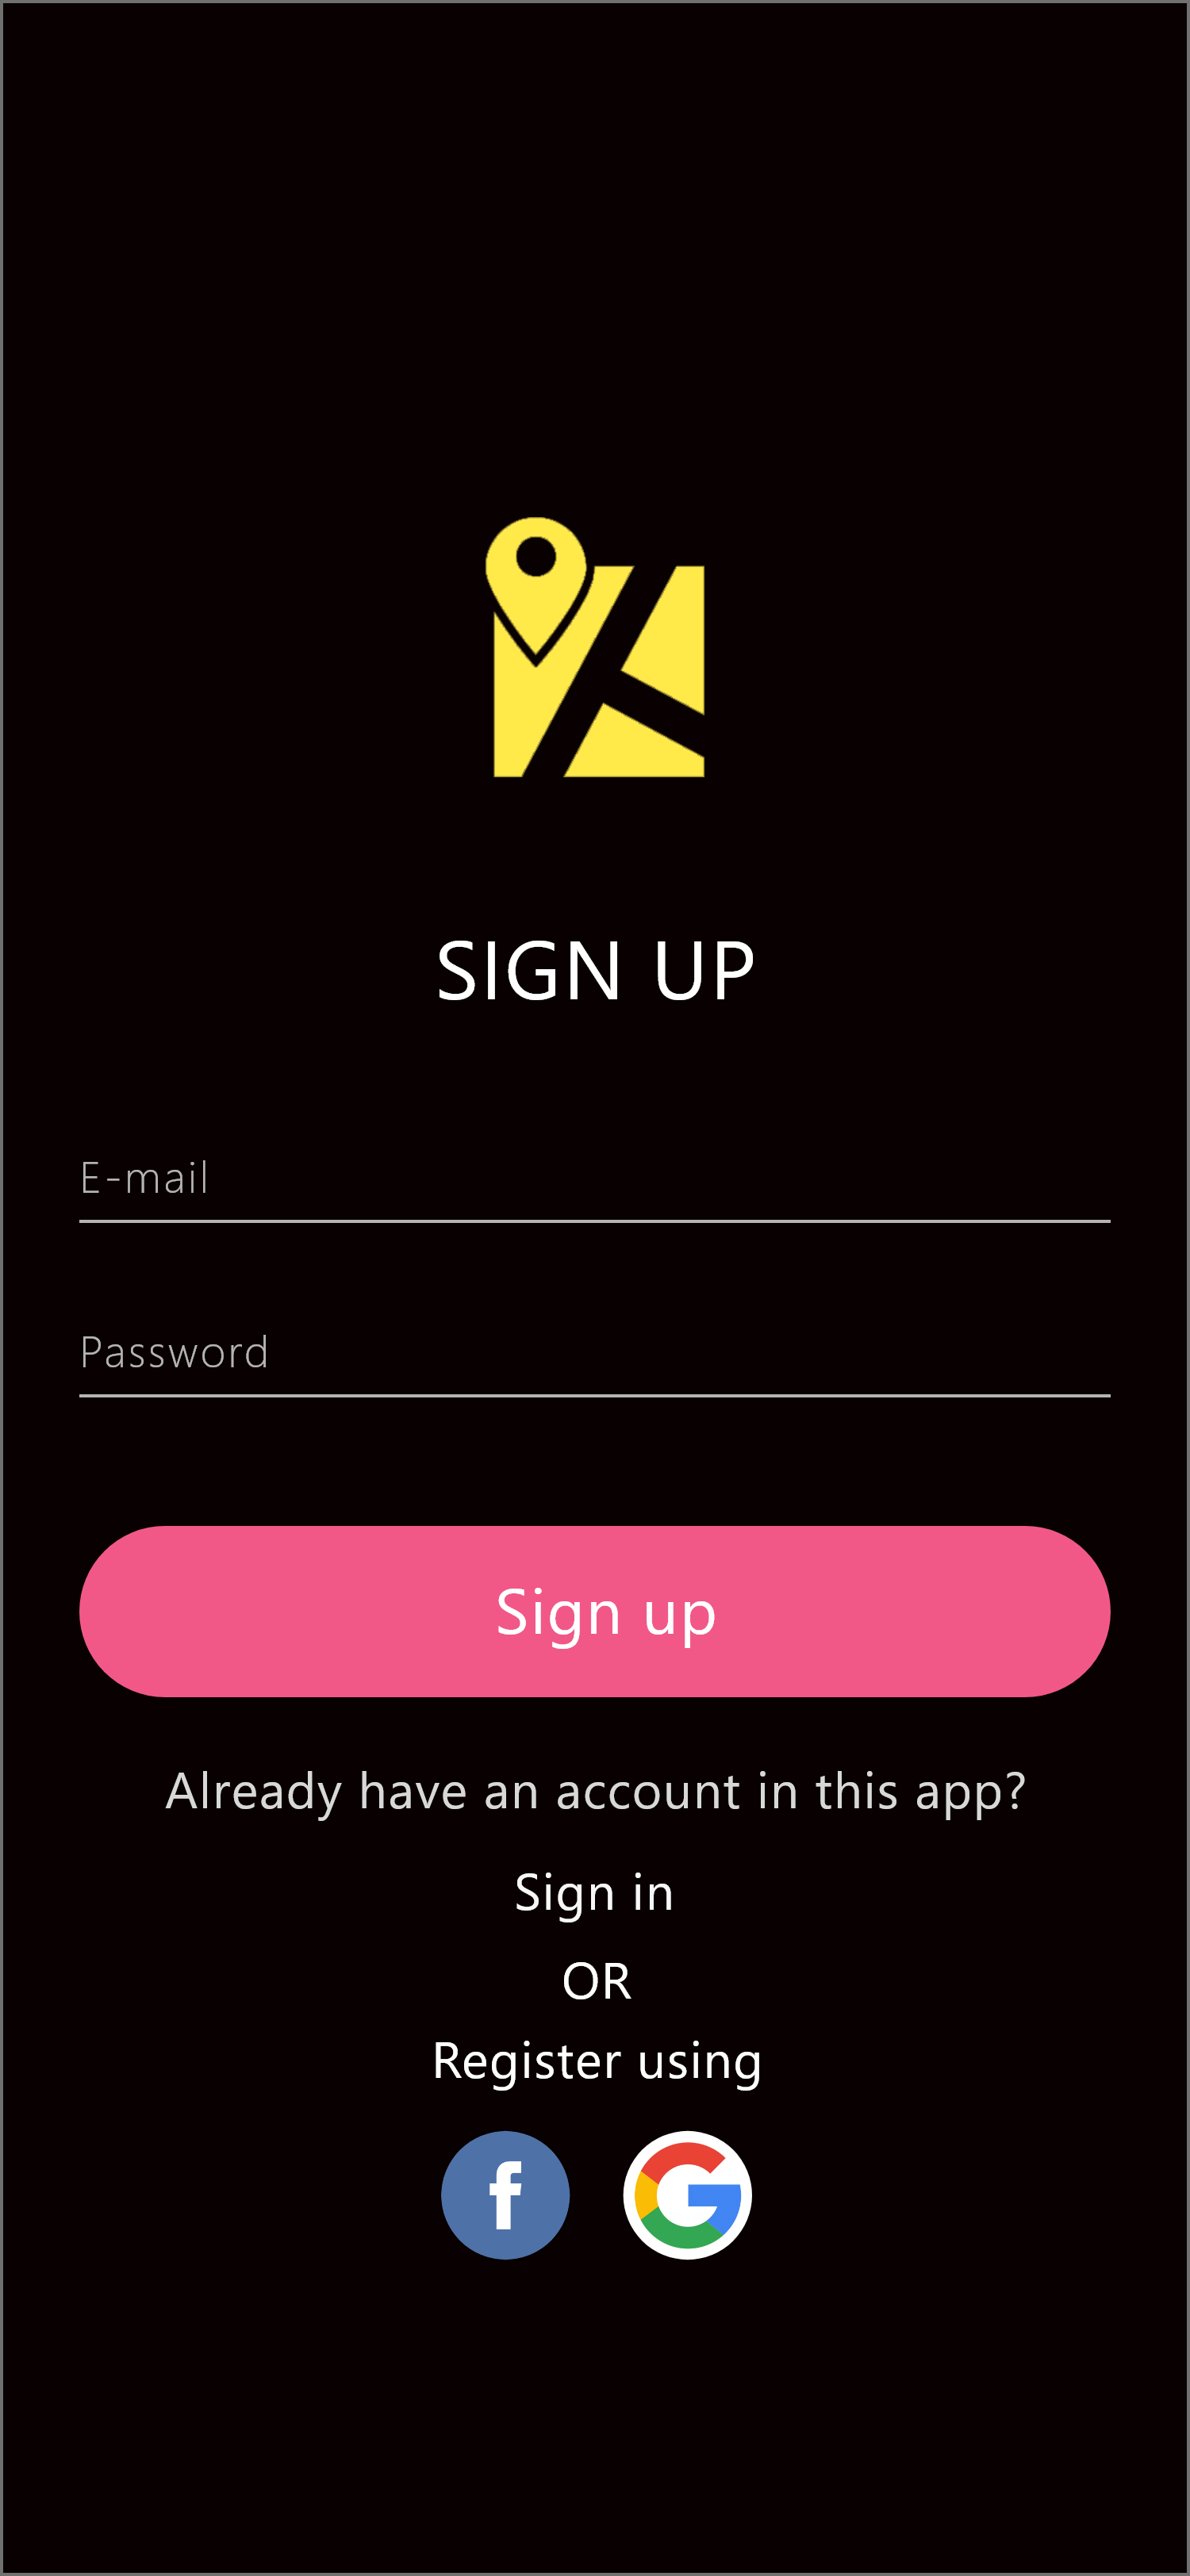 SIGN UP
E-mail
Password
Sign up
Already have an account in this app?
Sign in
OR
Register using